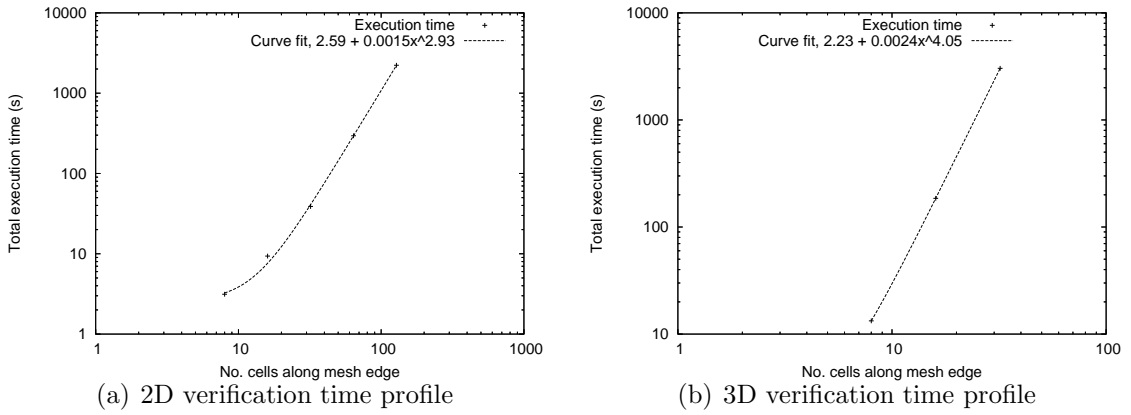 10000
1000
100
10
1
1
10
100
1000
Total execution time (s)
No. cells along mesh edge
Execution time
Curve fit, 2.59 + 0.0015x^2.93
(a) 2D verification time profile
10000
1000
100
10
1
10
100
Total execution time (s)
No. cells along mesh edge
Execution time
Curve fit, 2.23 + 0.0024x^4.05
(b) 3D verification time profile